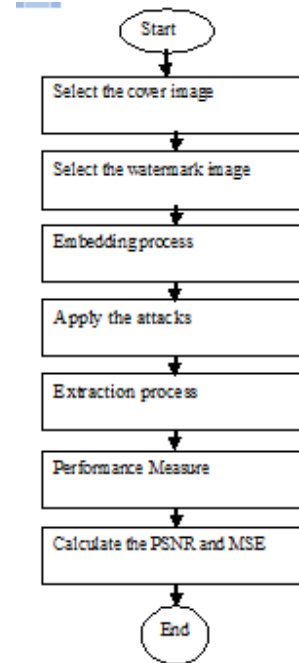 Start
Select the cover image
Select the watermark image
Embedding process
Apply the attacks
Extraction process
Performance Measure
Calculate the PSNR and MSE
End